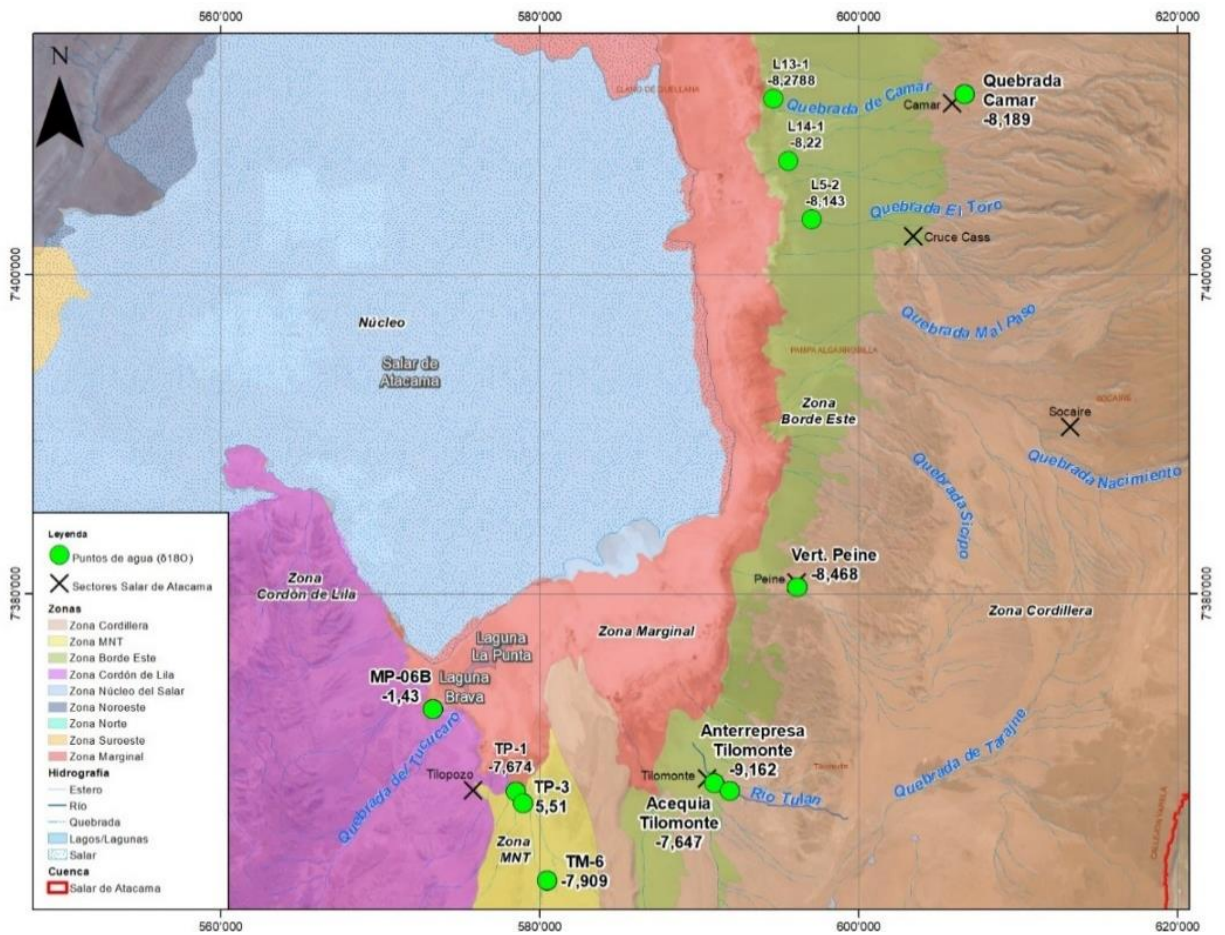 560'000
580'000
600'000
620'000
N
LLANO DE QUELLANA
L13-1
-8,2788
Quebrada de Camar
Camar
Quebrada
Camar
-8,189
L14-1
-8,22
L5-2
-8,143
Quebrada El Toro
Cruce Cass
7400'000
7400'000
Núcleo
Salar de
Atacama
Quebrada Mal Paso
PAMPA ALGARROBILLA
Zona
Borde Este
SOCAIRE
Socaire
Quebrada Nacimiento
Quebrada Sicipo
Vert. Peine
Peine
-8,468
7380'000
7380'000
Zona
Cordón de Lila
Zona Marginal
Zona Cordillera
Laguna
La Punta
MP-06B
-1,43
Laguna
Brava
Quebrada de Tucucaro
TP-1
-7,674
Tilopozo
TP-3
5,51
Zona
MNT
TM-6
-7,909
Anterrepresa
Tilomonte
-9,162
Tilomonte
Río Tulan
Acequia
Tilomonte
-7,647
Quebrada de Tarajne
Leyenda
Puntos de agua (δ18O)
Sectores Salar de Atacama
Zonas
Zona Cordillera
Zona MNT
Zona Borde Este
Zona Cordón de Lila
Zona Núcleo del Salar
Zona Noroeste
Zona Norte
Zona Suroeste
Zona Marginal
Hidrografía
Estero
Río
Quebrada
Lagos/Lagunas
Salar
Cuenca
Salar de Atacama
560'000
580'000
600'000
620'000